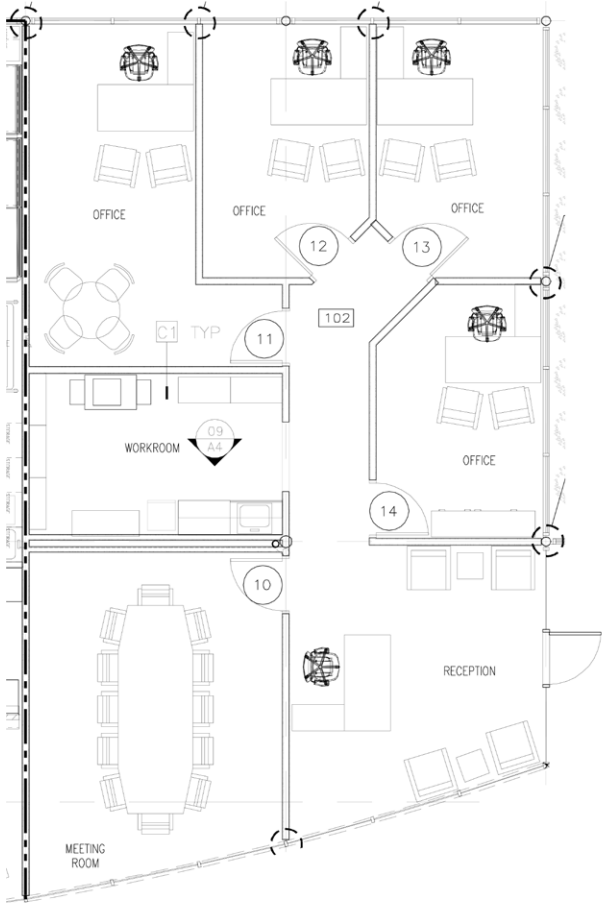 OFFICE
OFFICE
OFFICE
12
13
102
C1 TYP
11
09
A4
WORKROOM
OFFICE
14
10
RECEPTION
MEETING
ROOM